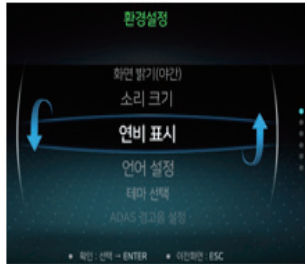 환경설정
화면 밝기(야간)
소리 크기
연비 표시
언어 설정
테마 선택
ADAS 경고음 설정
● 확인 : 선택 → ENTER ● 이전화면 : ESC